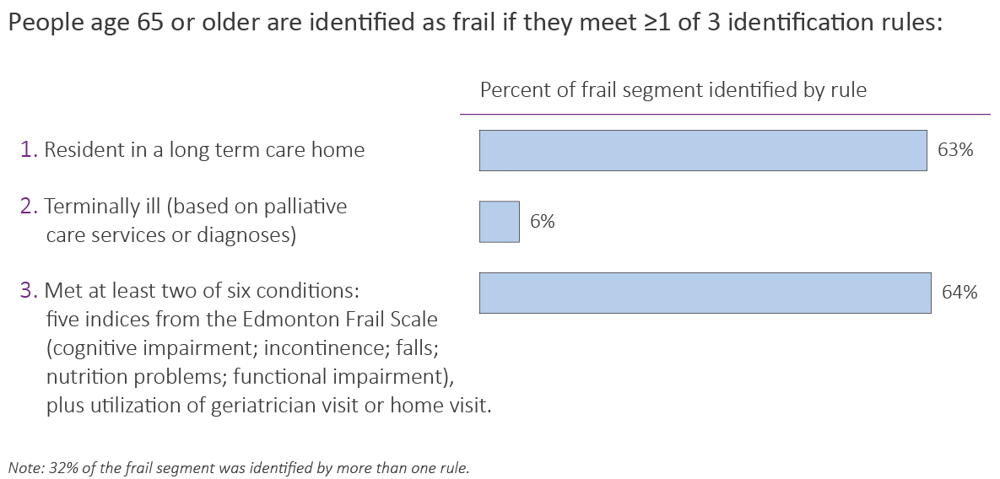 People age 65 or older are identified as frail if they meet ≥1 of 3 identification rules:
Percent of frail segment identified by rule
1. Resident in a long term care home
63%
2. Terminally ill (based on palliative
care services or diagnoses)
6%
3. Met at least two of six conditions:
five indices from the Edmonton Frail Scale
(cognitive impairment; incontinence; falls;
nutrition problems; functional impairment),
plus utilization of geriatrician visit or home visit.
64%
Note: 32% of the frail segment was identified by more than one rule.